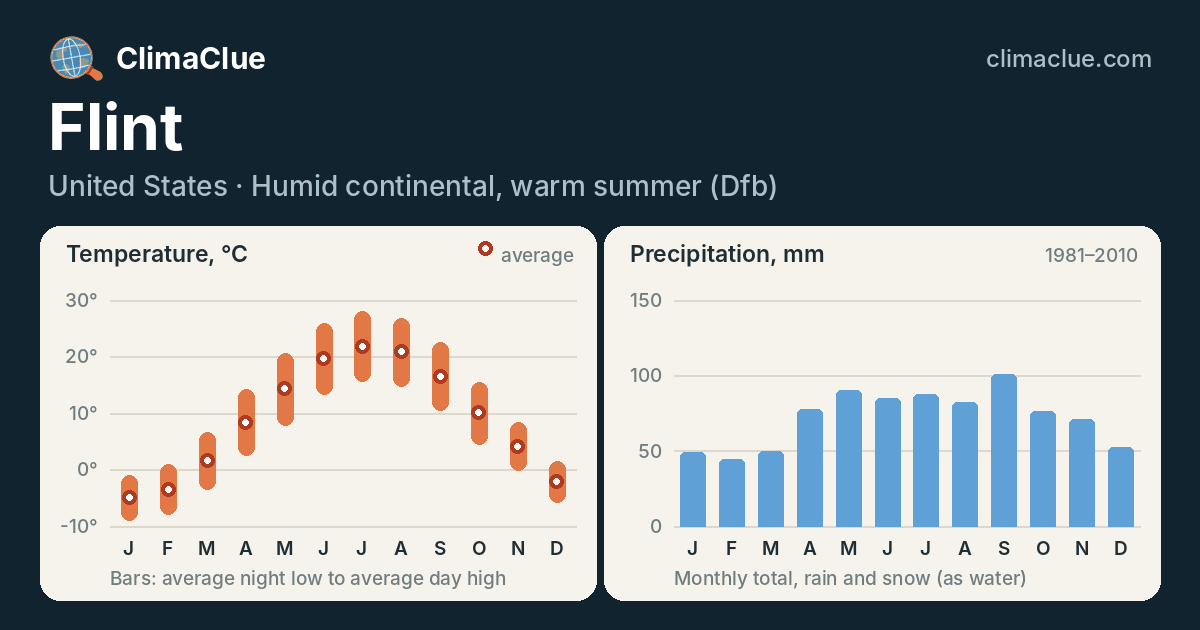 ClimaClue
climaclue.com
Flint
United States · Humid continental, warm summer (Dfb)
Temperature, °C
average
30°
20°
10°
0°
-10°
J F M A M J J A S O N D
Bars: average night low to average day high
Precipitation, mm
1981–2010
150
100
50
0
J F M A M J J A S O N D
Monthly total, rain and snow (as water)